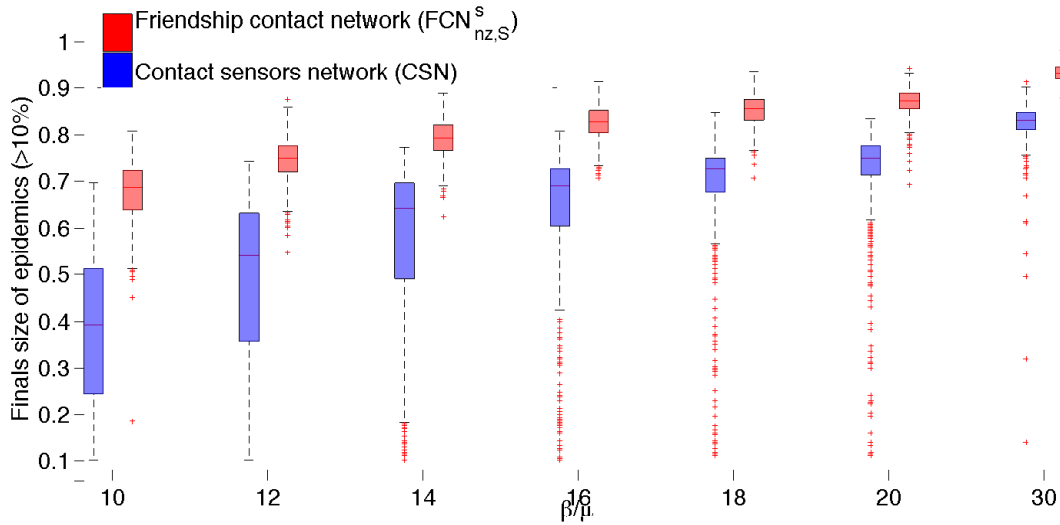 Friendship contact network (FCN^s_nz,S)
Contact sensors network (CSN)
Finals size of epidemics (>10%)
1
0.9
0.8
0.7
0.6
0.5
0.4
0.3
0.2
0.1
10 12 14 16 18 20 30
β/μ